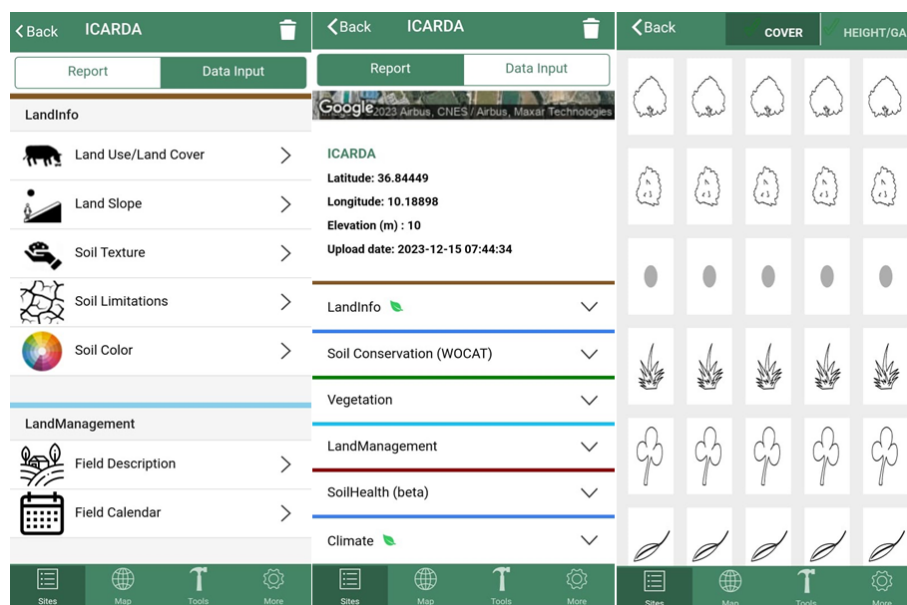 Back ICARDA
Report Data Input
LandInfo
Land Use/Land Cover
Land Slope
Soil Texture
Soil Limitations
Soil Color
LandManagement
Field Description
Field Calendar
Sites Map Tools More
Back ICARDA
Report Data Input
Google 2023 Airbus, CNES / Airbus, Maxar Technologies
ICARDA
Latitude: 36.84449
Longitude: 10.18898
Elevation (m) : 10
Upload date: 2023-12-15 07:44:34
LandInfo
Soil Conservation (WOCAT)
Vegetation
LandManagement
SoilHealth (beta)
Climate
Sites Map Tools More
Back COVER HEIGHT/GA
Sites Map Tools More